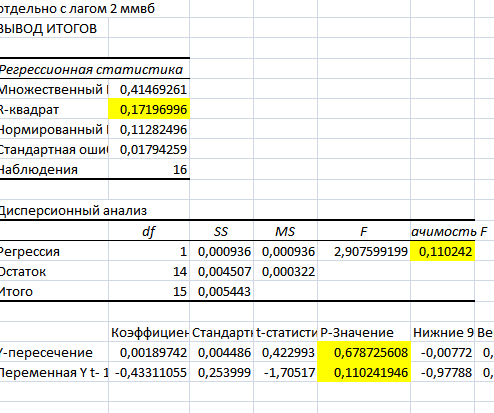 отдельно с лагом 2 ммвб
ВЫВОД ИТОГОВ
Регрессионная статистика
Множественный 0,41469261
R-квадрат 0,17196996
Нормированный 0,11282496
Стандартная оши 0,01794259
Наблюдения 16
Дисперсионный анализ
df SS MS F ачимость F
Регрессия 1 0,000936 0,000936 2,907599199 0,110242
Остаток 14 0,004507 0,000322
Итого 15 0,005443
Коэффициен Стандартн t-статисти P-Значение Нижние 9 Ве
Y-пересечение 0,00189742 0,004486 0,422993 0,678725608 -0,00772 0,
Переменная Y t- 1 -0,43311055 0,253999 -1,70517 0,110241946 -0,97788 0,